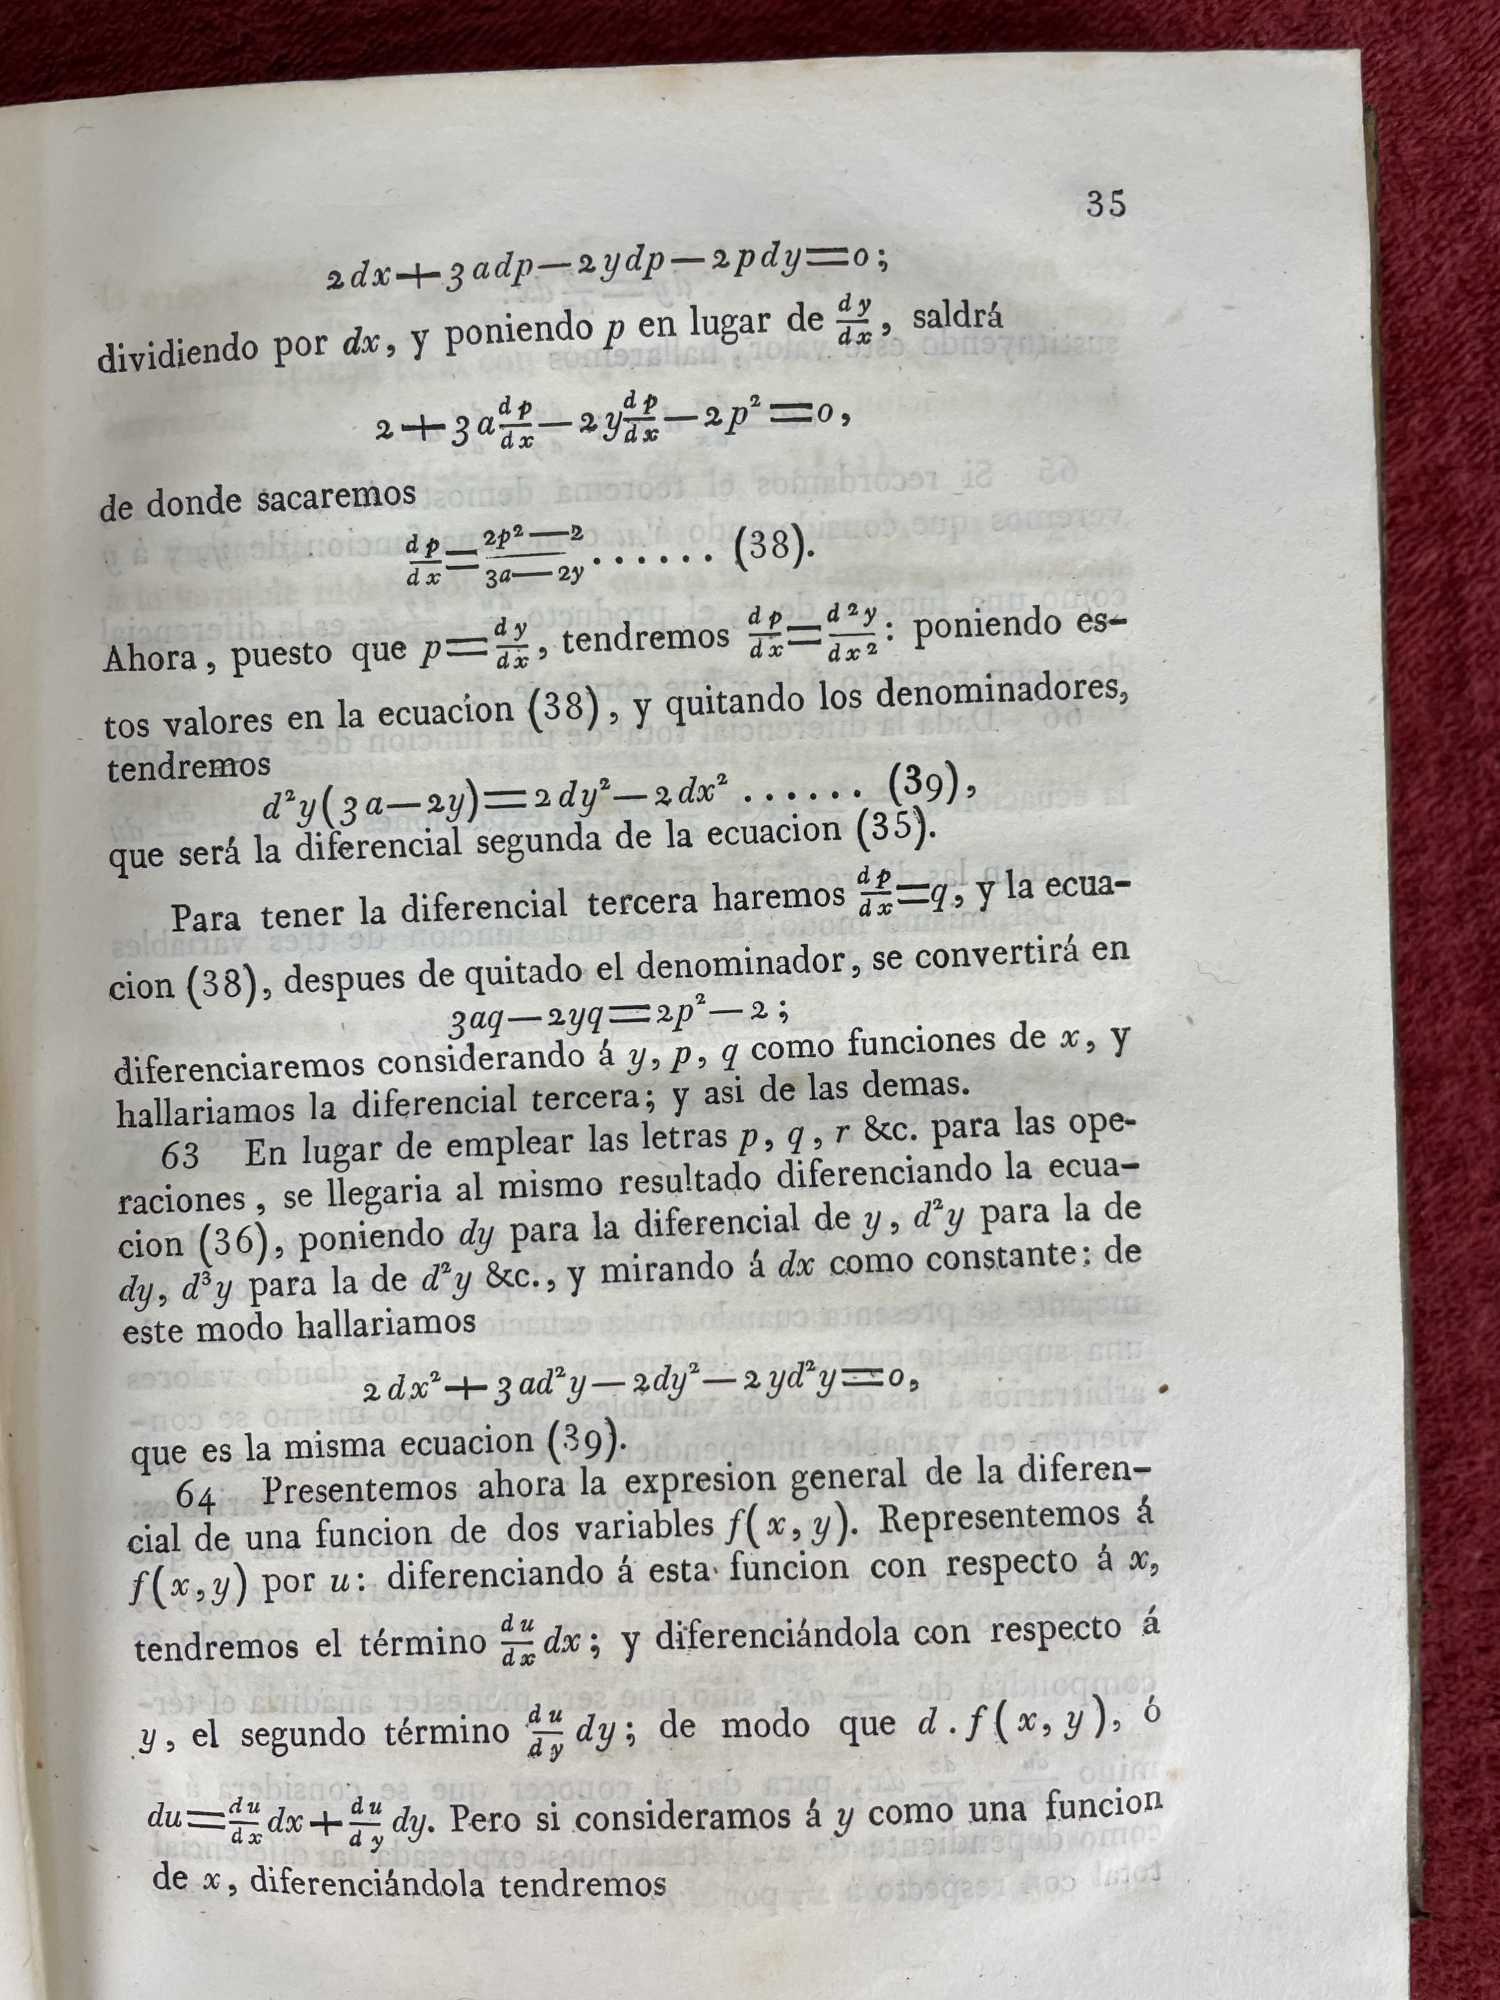 35
2dx+3adp—2ydp—2pdy=0;
dividiendo por dx, y poniendo p en lugar de dy/dx, saldrá
2+3a dp/dx—2y dp/dx—2p²=0,
de donde sacaremos
dp/dx=2p²—2/3a—2y...... (38).
Ahora, puesto que p=dy/dx, tendremos dp/dx=d²y/dx²: poniendo es-
tos valores en la ecuacion (38), y quitando los denominadores,
tendremos
d²y(3a—2y)=2dy²—2dx² ...... (39),
que será la diferencial segunda de la ecuacion (35).
Para tener la diferencial tercera haremos dp/dx=q, y la ecua-
cion (38), despues de quitado el denominador, se convertirá en
3aq—2yq=2p²—2;
diferenciaremos considerando á y, p, q como funciones de x, y
hallariamos la diferencial tercera; y asi de las demas.
63 En lugar de emplear las letras p, q, r &c. para las ope-
raciones, se llegaria al mismo resultado diferenciando la ecua-
cion (36), poniendo dy para la diferencial de y, d²y para la de
dy, d³y para la de d²y &c., y mirando á dx como constante: de
este modo hallariamos
2dx²+3ad²y—2dy²—2yd²y=0,
que es la misma ecuacion (39).
64 Presentemos ahora la expresion general de la diferen-
cial de una funcion de dos variables f(x, y). Representemos á
f(x,y) por u: diferenciando á esta funcion con respecto á x,
tendremos el término du/dx dx; y diferenciándola con respecto á
y, el segundo término du/dy dy; de modo que d.f(x, y), ó
du=du/dx dx+du/dy dy. Pero si consideramos á y como una funcion
de x, diferenciándola tendremos